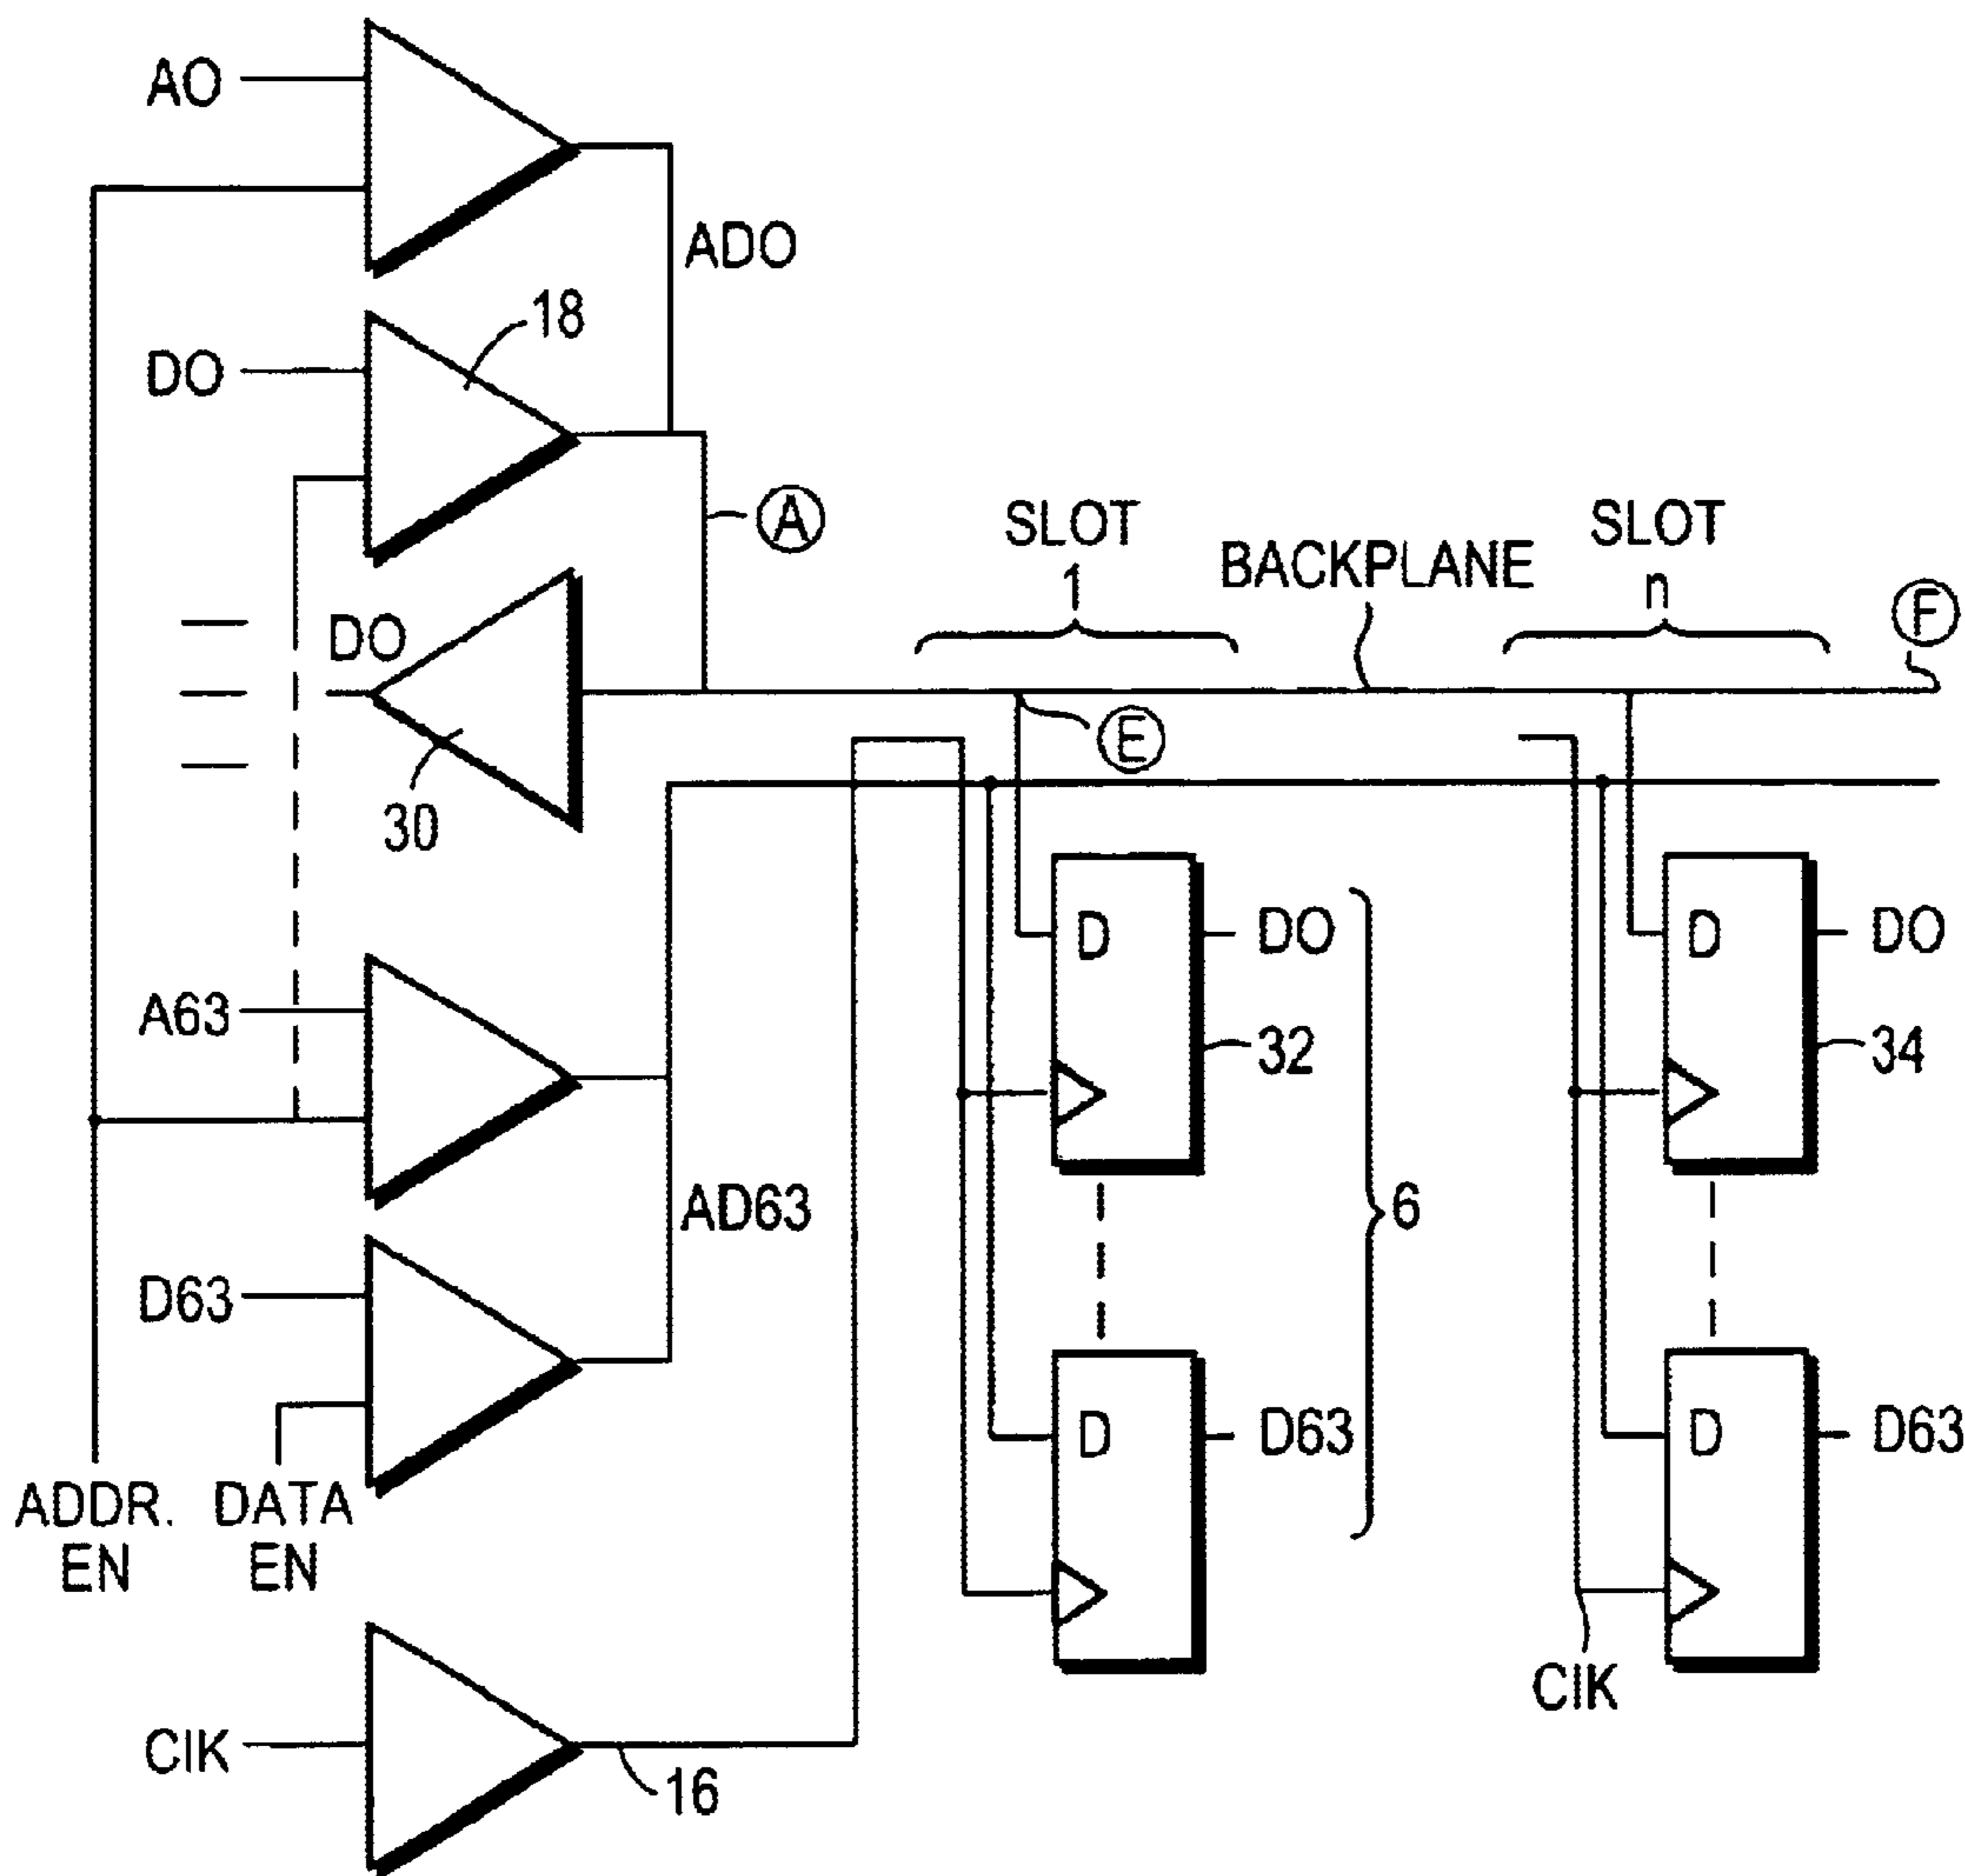 AO
ADO
18
DO
A
SLOT
1
BACKPLANE
SLOT
n
F
DO
E
30
D
DO
D
DO
A63
32
34
AD63
6
D63
D
D63
D
D63
ADDR.
EN
DATA
EN
CIK
CIK
16